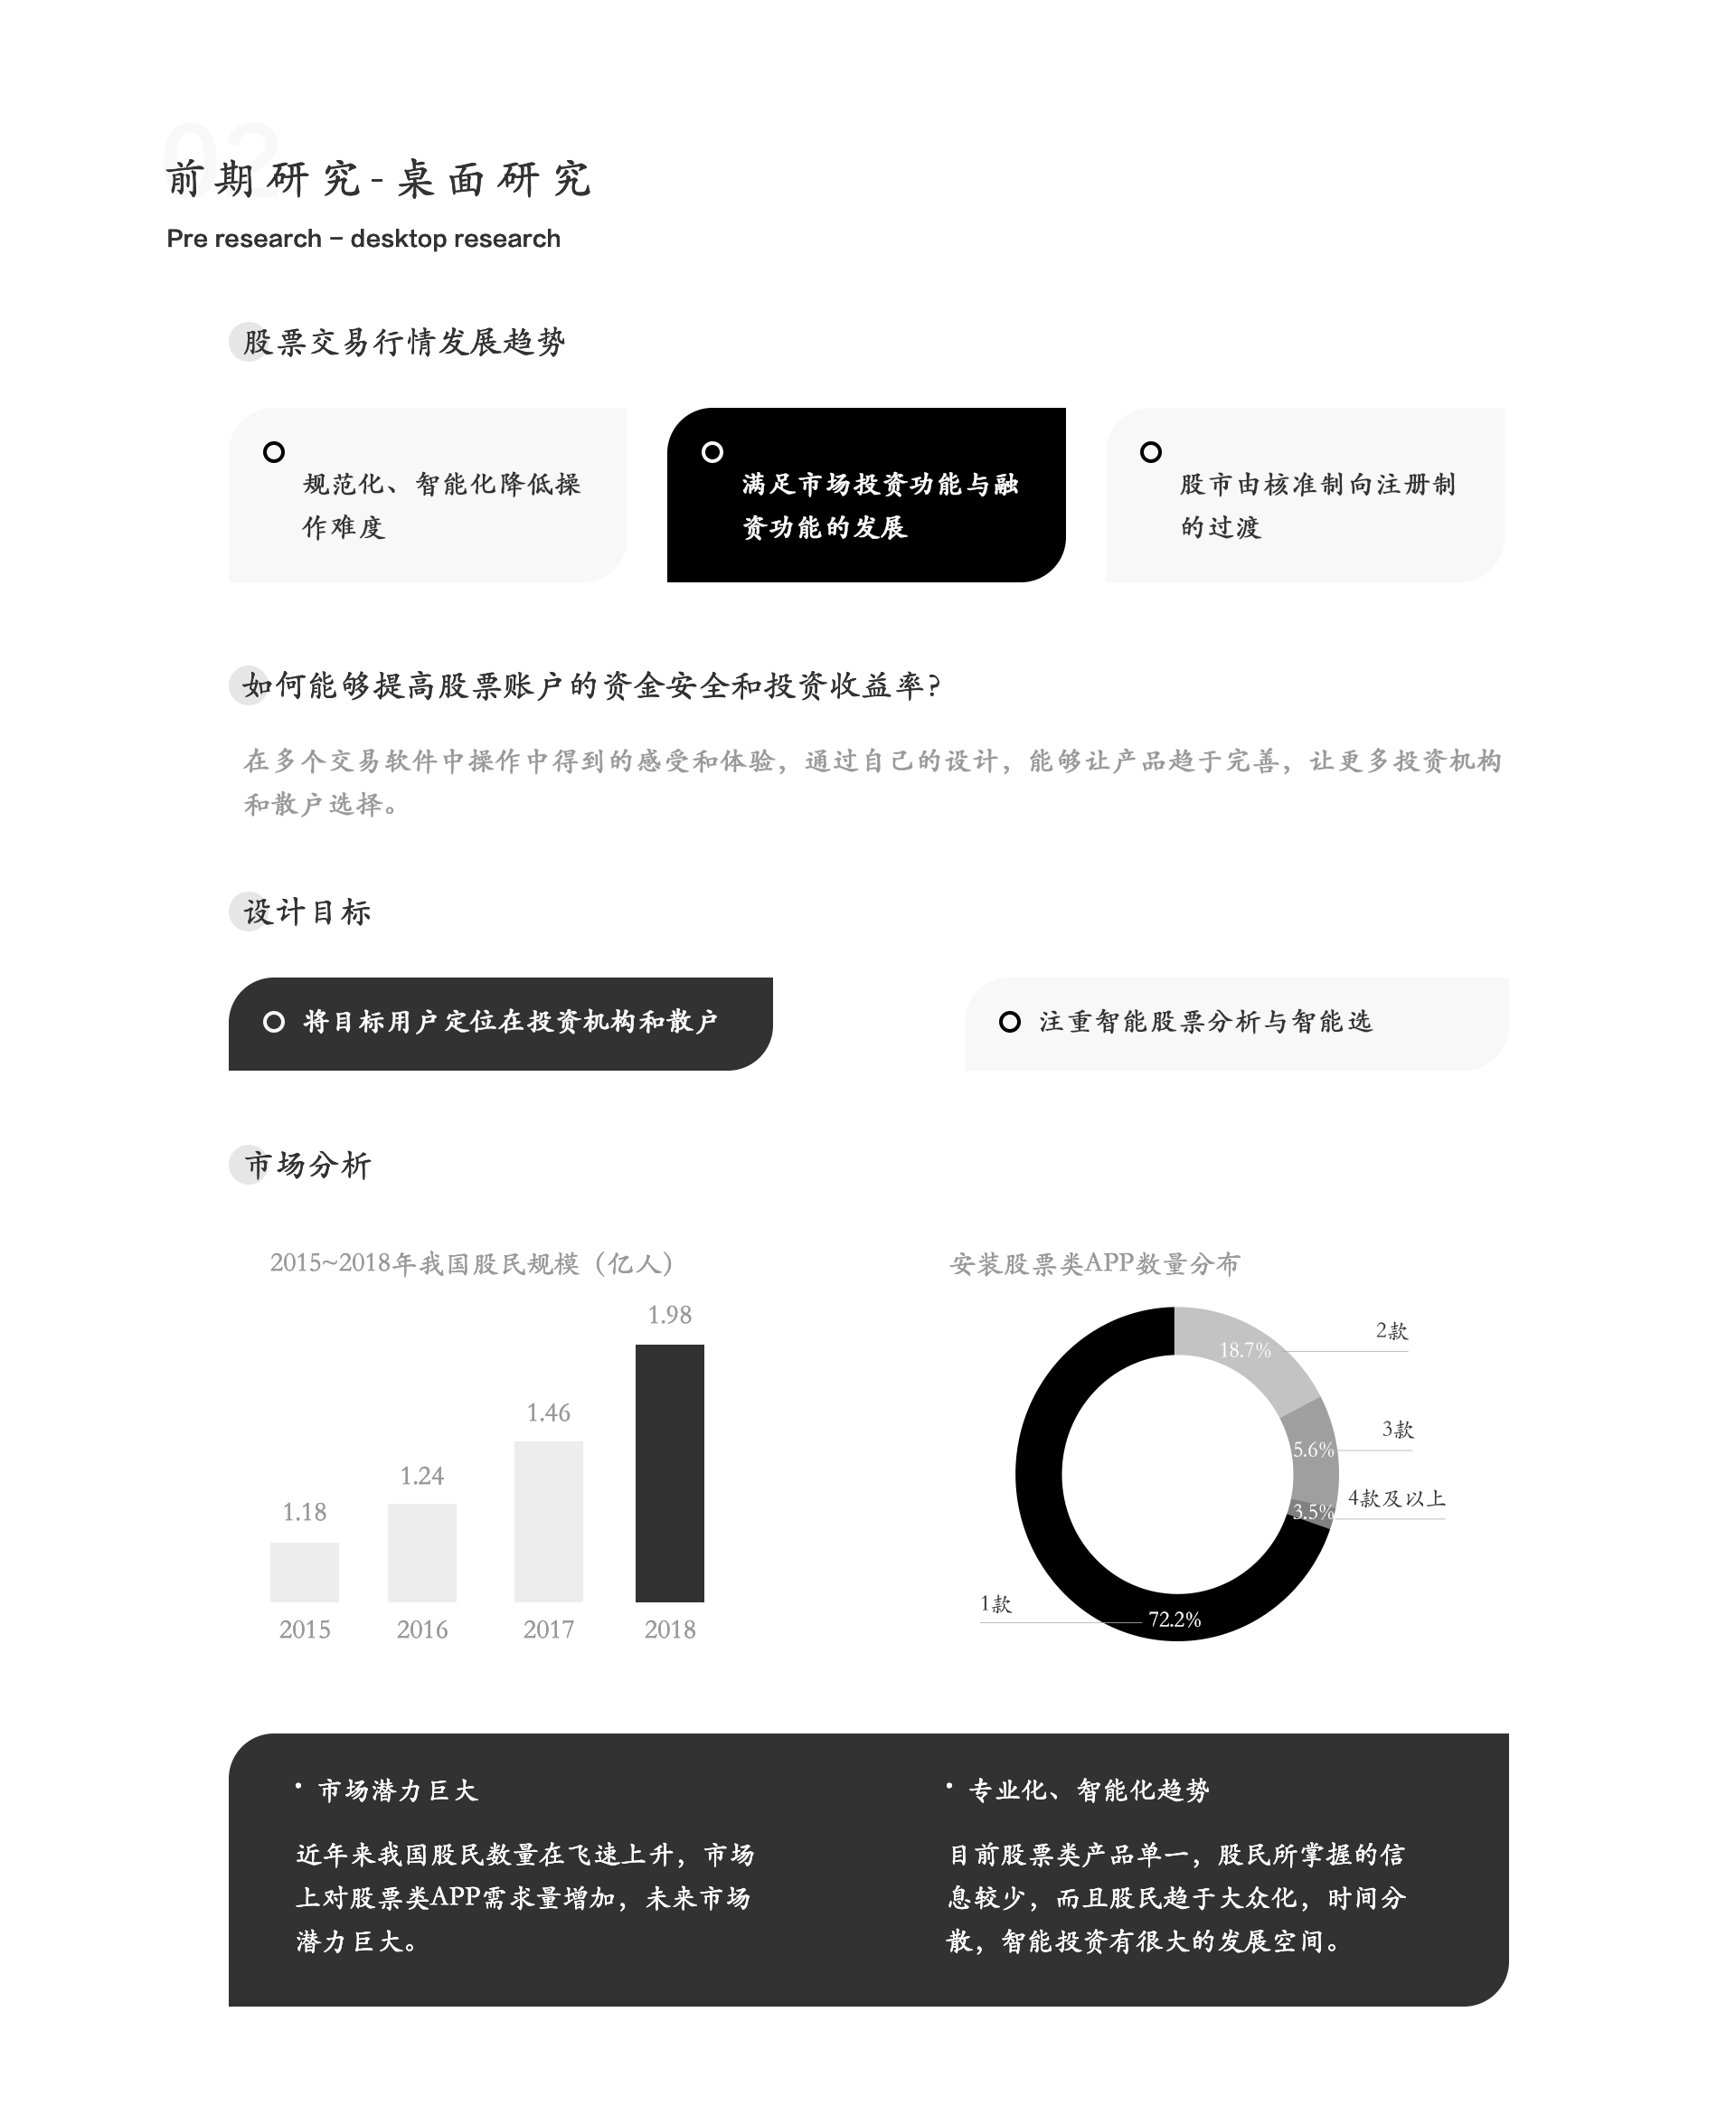 02
前期研究-桌面研究
Pre research – desktop research
股票交易行情发展趋势
规范化、智能化降低操
作难度
满足市场投资功能与融
资功能的发展
股市由核准制向注册制
的过渡
如何能够提高股票账户的资金安全和投资收益率?
在多个交易软件中操作中得到的感受和体验，通过自己的设计，能够让产品趋于完善，让更多投资机构
和散户选择。
设计目标
将目标用户定位在投资机构和散户
注重智能股票分析与智能选
市场分析
2015~2018年我国股民规模（亿人）
1.18
1.24
1.46
1.98
2015
2016
2017
2018
安装股票类APP数量分布
18.7%
2款
5.6%
3款
3.5%
4款及以上
1款
72.2%
• 市场潜力巨大
近年来我国股民数量在飞速上升，市场
上对股票类APP需求量增加，未来市场
潜力巨大。
• 专业化、智能化趋势
目前股票类产品单一，股民所掌握的信
息较少，而且股民趋于大众化，时间分
散，智能投资有很大的发展空间。